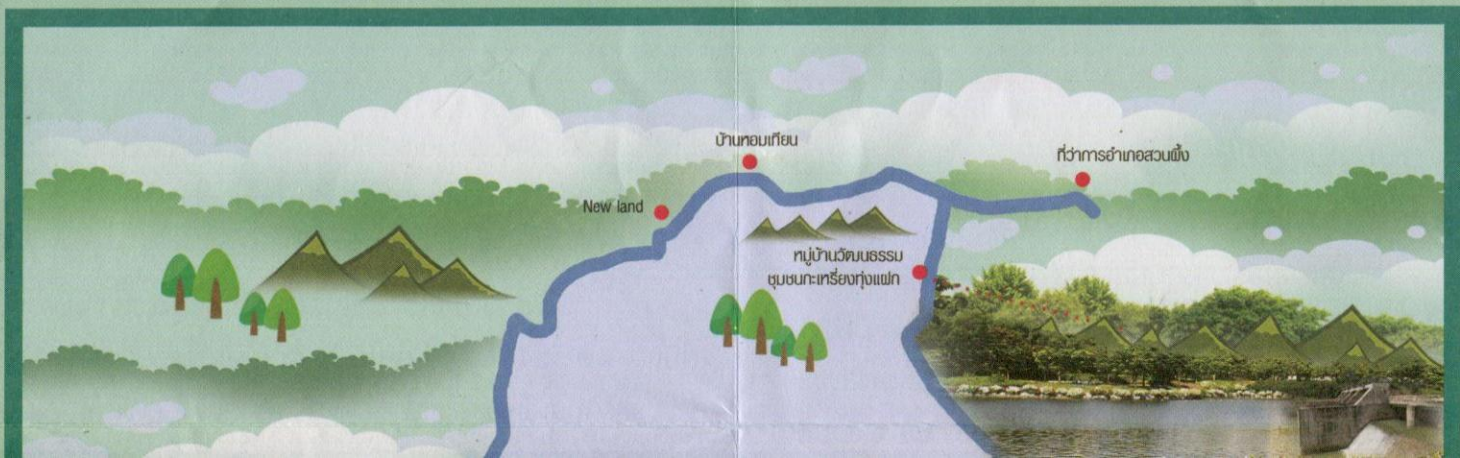 บ้านหอมเทียน
ที่ว่าการอำเภอสวนผึ้ง
New land
หมู่บ้านวัฒนธรรม
ชุมชนกะเหรี่ยงทุ่งแฝก